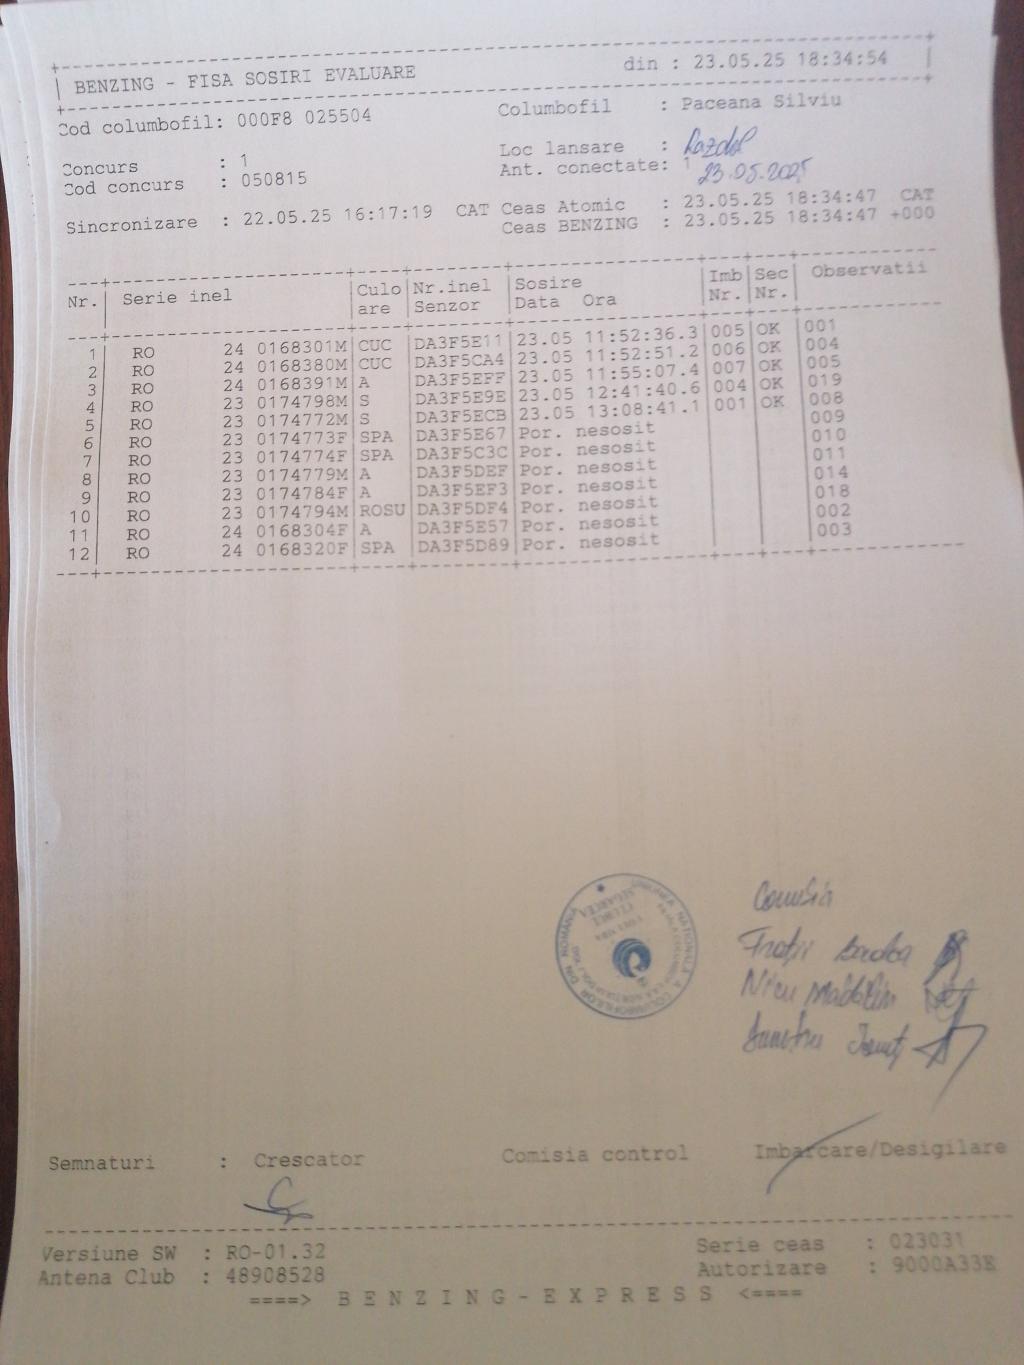 BENZING - FISA SOSIRI EVALUARE din : 23.05.25 18:34:54
Cod columbofil: 000F8 025504 Columbofil : Paceana Silviu
Concurs : 1 Loc lansare :
Cod concurs : 050815 Ant. conectate: 1 23.05.2025
Sincronizare : 22.05.25 16:17:19 CAT Ceas Atomic : 23.05.25 18:34:47 CAT
Ceas BENZING : 23.05.25 18:34:47 +000
Nr. Serie inel Culo Nr.inel Sosire Imb Sec Observatii
are Senzor Data Ora Nr. Nr.
1 RO 24 0168301M CUC DA3F5E11 23.05 11:52:36.3 005 OK 001
2 RO 24 0168380M CUC DA3F5CA4 23.05 11:52:51.2 006 OK 004
3 RO 24 0168391M A DA3F5EFF 23.05 11:55:07.4 007 OK 005
4 RO 23 0174798M S DA3F5E9E 23.05 12:41:40.6 004 OK 019
5 RO 23 0174772M S DA3F5ECB 23.05 13:08:41.1 001 OK 008
6 RO 23 0174773F SPA DA3F5E67 Por. nesosit 009
7 RO 23 0174774F SPA DA3F5C3C Por. nesosit 010
8 RO 23 0174779M A DA3F5DEF Por. nesosit 011
9 RO 23 0174784F A DA3F5EF3 Por. nesosit 014
10 RO 23 0174794M ROSU DA3F5DF4 Por. nesosit 018
11 RO 24 0168304F A DA3F5E57 Por. nesosit 002
12 RO 24 0168320F SPA DA3F5D89 Por. nesosit 003
UNIUNEA NATIONALA A COLUMBOFILILOR DIN ROMANIA
SEGARCEA
Comisia
Nicu Mădălin
Ionuț
Semnaturi : Crescator Comisia control Imbarcare/Desigilare
Versiune SW : RO-01.32 Serie ceas : 023031
Antena Club : 48908528 Autorizare : 9000A33E
====> B E N Z I N G - E X P R E S S <====